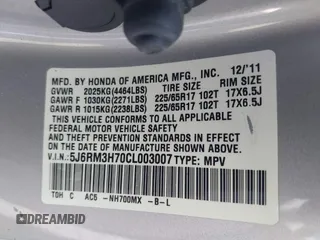 MFD. BY HONDA OF AMERICA MFG., INC. 12/'11
GVWR 2025KG(4464LBS) TIRE SIZE RIM SIZE
GAWR F 1030KG(2271LBS) 225/65R17 102T 17X6.5J
GAWR R 1015KG(2238LBS) 225/65R17 102T 17X6.5J
THIS VEHICLE CONFORMS TO ALL APPLICABLE
FEDERAL MOTOR VEHICLE SAFETY AND THEFT
PREVENTION STANDARDS IN EFFECT ON THE
DATE OF MANUFACTURE SHOWN ABOVE.
V.I.N.: 5J6RM3H70CL003007 TYPE: MPV
C AC5 -NH700MX -B-L
DREAMBID